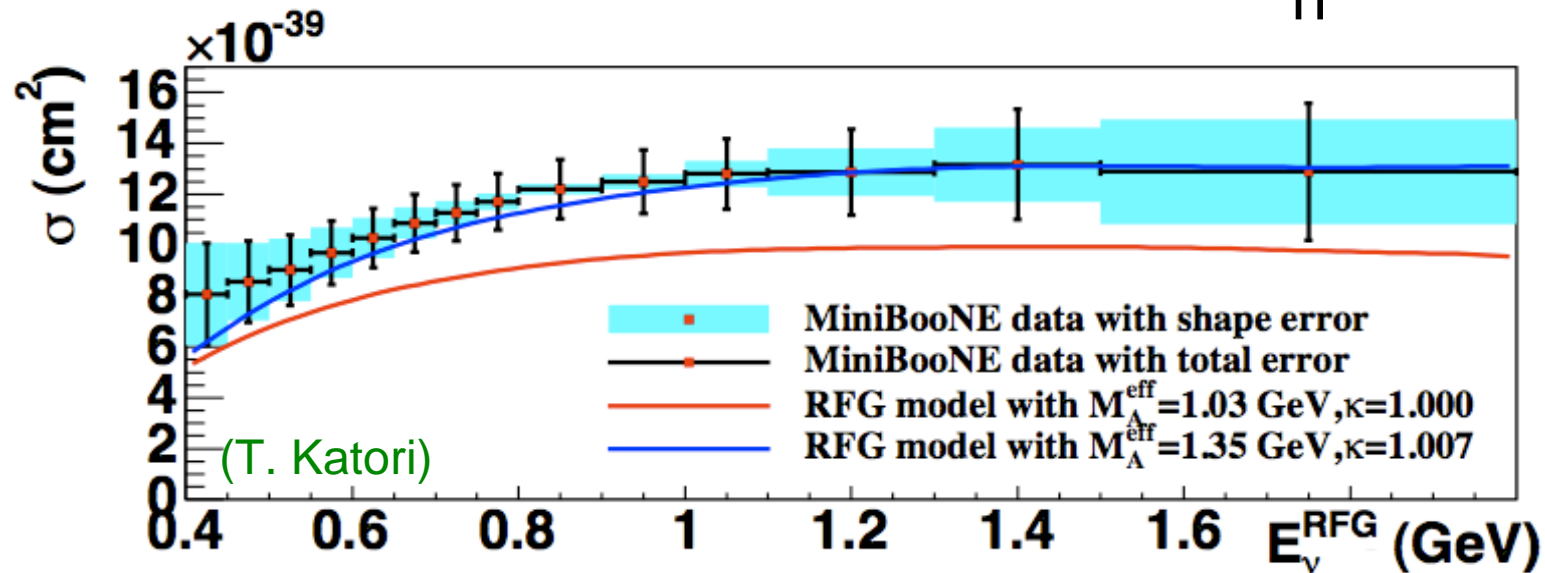 ×10⁻³⁹
σ (cm²)
16
14
12
10
8
6
4
2
0
MiniBooNE data with shape error
MiniBooNE data with total error
RFG model with M_A^eff=1.03 GeV,κ=1.000
RFG model with M_A^eff=1.35 GeV,κ=1.007
(T. Katori)
0.4 0.6 0.8 1 1.2 1.4 1.6 E_ν^RFG (GeV)